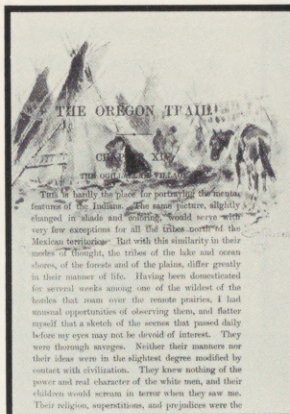 THE OREGON TRAIL
CHAPTER XIV
THE OGILLALLAH VILLAGE
This is hardly the place for portraying the mental
features of the Indians. The same picture, slightly
changed in shade and coloring, would serve with
very few exceptions for all the tribes north of the
Mexican territories. But with this similarity in their
modes of thought, the tribes of the lake and ocean
shores, of the forests and of the plains, differ greatly
in their manner of life. Having been domesticated
for several weeks among one of the wildest of the
hordes that roam over the remote prairies, I had
unusual opportunities of observing them, and flatter
myself that a sketch of the scenes that passed daily
before my eyes may not be devoid of interest. They
were thorough savages. Neither their manners nor
their ideas were in the slightest degree modified by
contact with civilization. They knew nothing of the
power and real character of the white men, and their
children would scream in terror when they saw me.
Their religion, superstitions, and prejudices were the